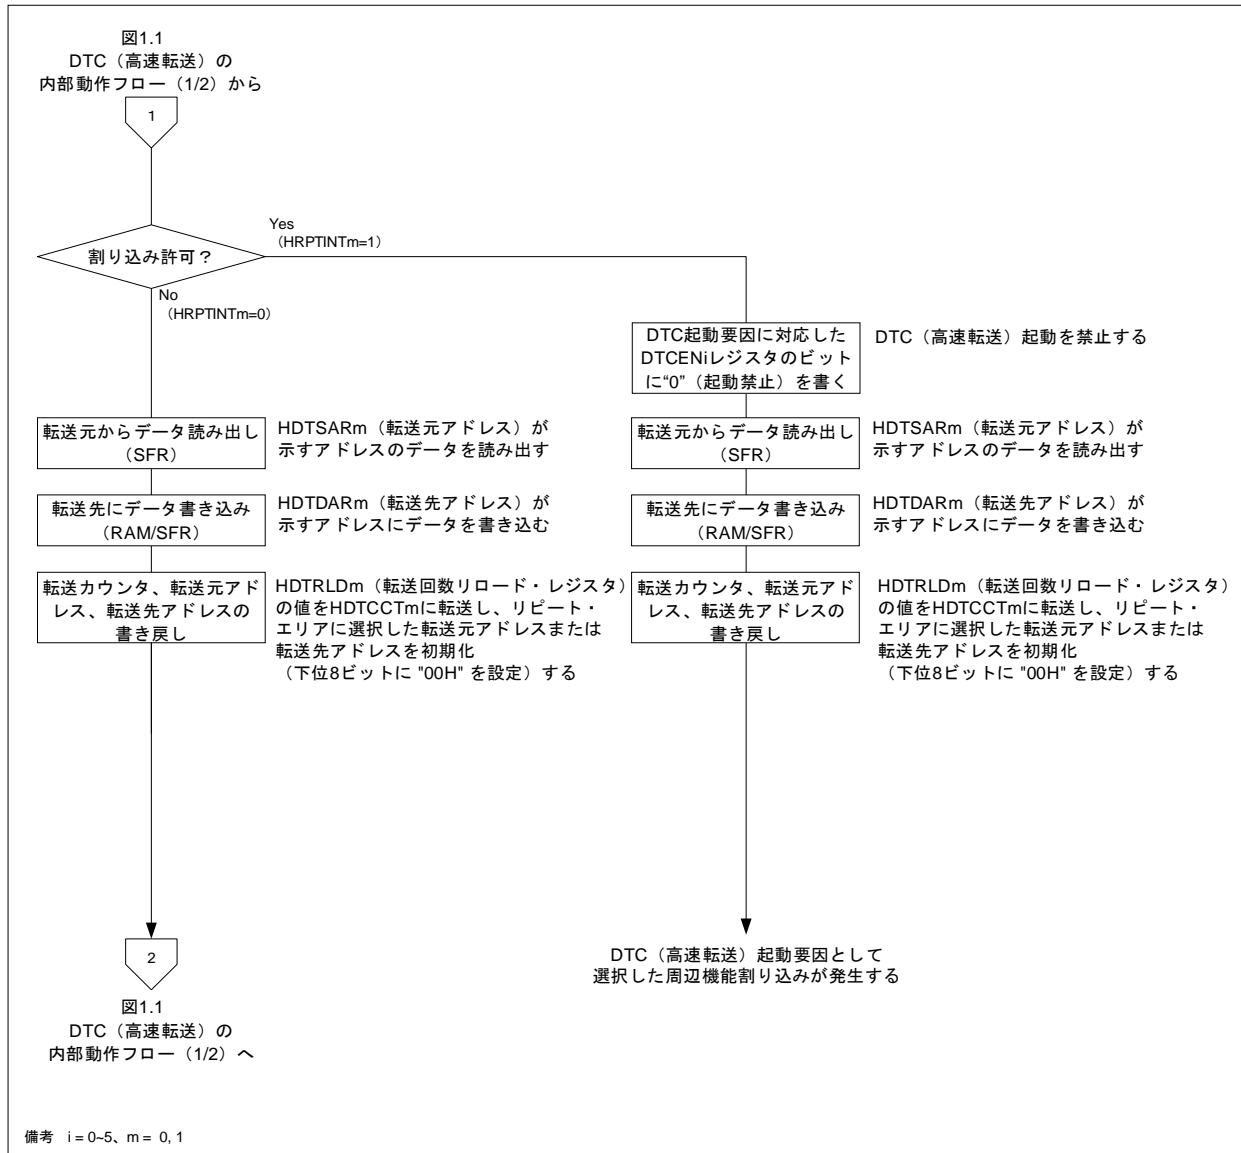 図1.1
DTC（高速転送）の
内部動作フロー（1/2）から
1
割り込み許可？
Yes
（HRPTINTm=1）
No
（HRPTINTm=0）
DTC起動要因に対応した
DTCENiレジスタのビット
に“0”（起動禁止）を書く
DTC（高速転送）起動を禁止する
転送元からデータ読み出し
（SFR）
HDTSARm（転送元アドレス）が
示すアドレスのデータを読み出す
転送元からデータ読み出し
（SFR）
HDTSARm（転送元アドレス）が
示すアドレスのデータを読み出す
転送先にデータ書き込み
（RAM/SFR）
HDTDARm（転送先アドレス）が
示すアドレスにデータを書き込む
転送先にデータ書き込み
（RAM/SFR）
HDTDARm（転送先アドレス）が
示すアドレスにデータを書き込む
転送カウンタ、転送元アド
レス、転送先アドレスの
書き戻し
HDTRLDm（転送回数リロード・レジスタ）
の値をHDTCCTmに転送し、リピート・
エリアに選択した転送元アドレスまたは
転送先アドレスを初期化
（下位8ビットに "00H" を設定）する
転送カウンタ、転送元アド
レス、転送先アドレスの
書き戻し
HDTRLDm（転送回数リロード・レジスタ）
の値をHDTCCTmに転送し、リピート・
エリアに選択した転送元アドレスまたは
転送先アドレスを初期化
（下位8ビットに "00H" を設定）する
2
図1.1
DTC（高速転送）の
内部動作フロー（1/2）へ
DTC（高速転送）起動要因として
選択した周辺機能割り込みが発生する
備考 i = 0~5、m = 0, 1